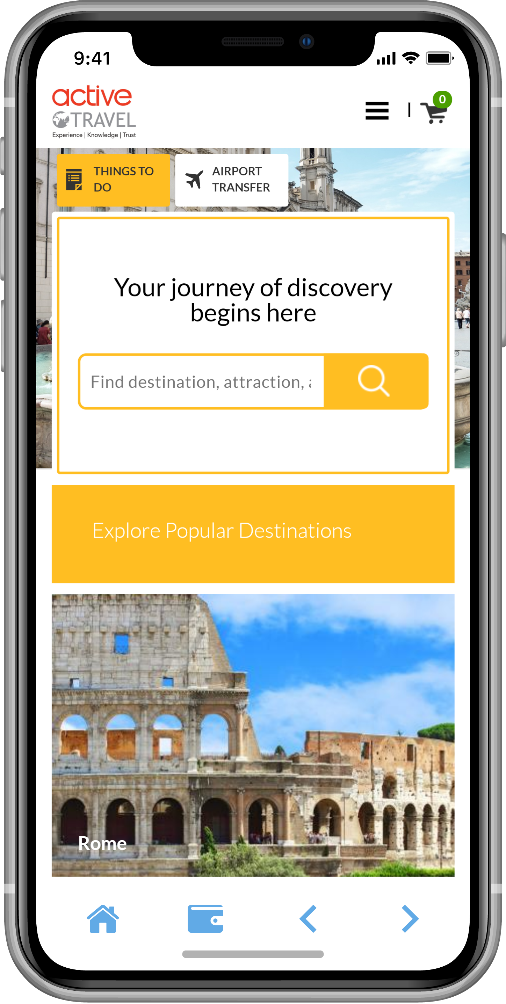 9:41
active
TRAVEL
Experience | Knowledge | Trust
0
THINGS TO
DO
AIRPORT
TRANSFER
Your journey of discovery
begins here
Find destination, attraction,
Explore Popular Destinations
Rome